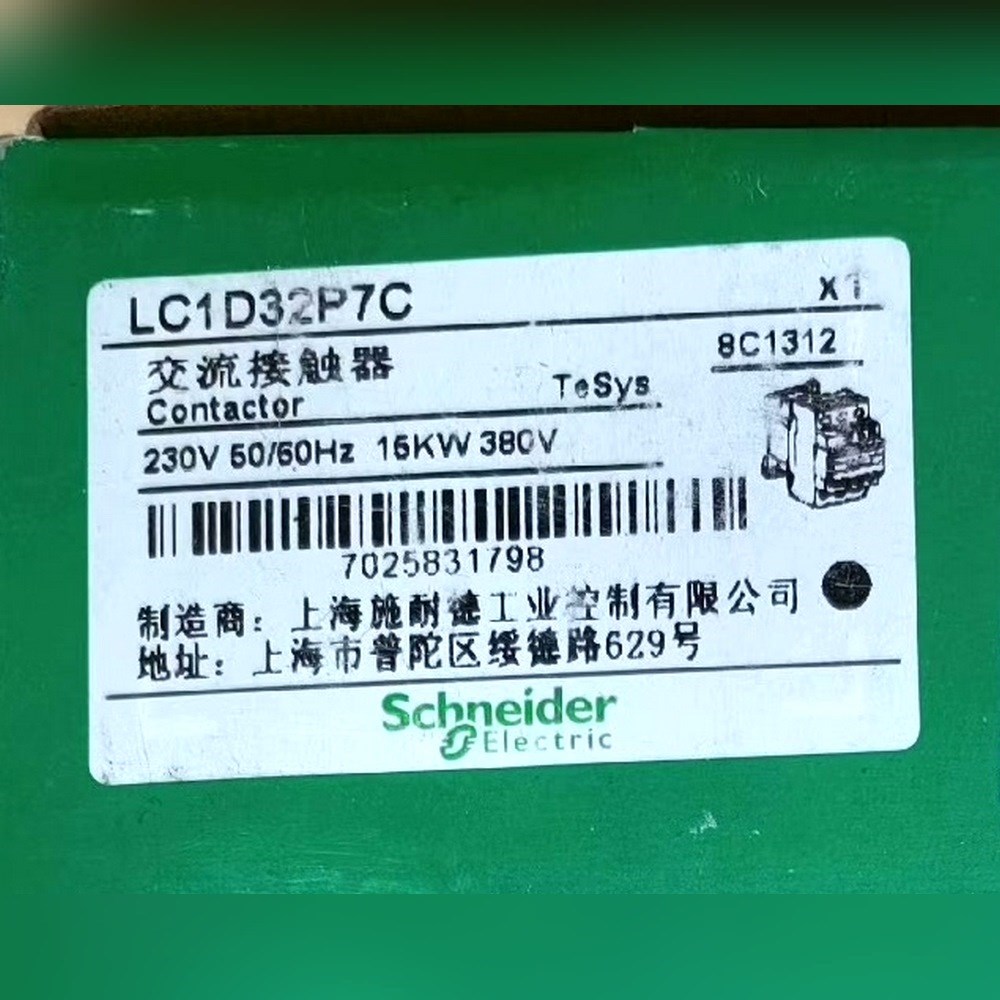 LC1D32P7C
X1
交流接触器
8C1312
Contactor
TeSys
230V 50/60Hz 15KW 380V
7025831798
制造商：上海施耐德工业控制有限公司
地址：上海市普陀区绥德路629号
Schneider
Electric